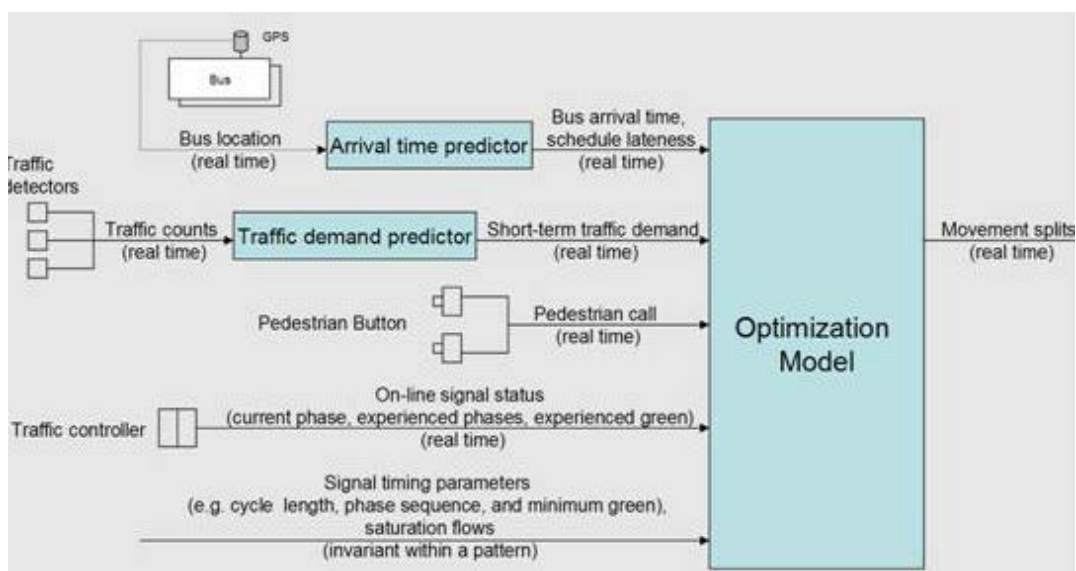 GPS
Bus
Bus location
(real time)
Arrival time predictor
Bus arrival time,
schedule lateness
(real time)
Traffic
detectors
Traffic counts
(real time)
Traffic demand predictor
Short-term traffic demand
(real time)
Movement splits
(real time)
Pedestrian Button
Pedestrian call
(real time)
Optimization
Model
On-line signal status
(current phase, experienced phases, experienced green)
(real time)
Traffic controller
Signal timing parameters
(e.g. cycle length, phase sequence, and minimum green),
saturation flows
(invariant within a pattern)